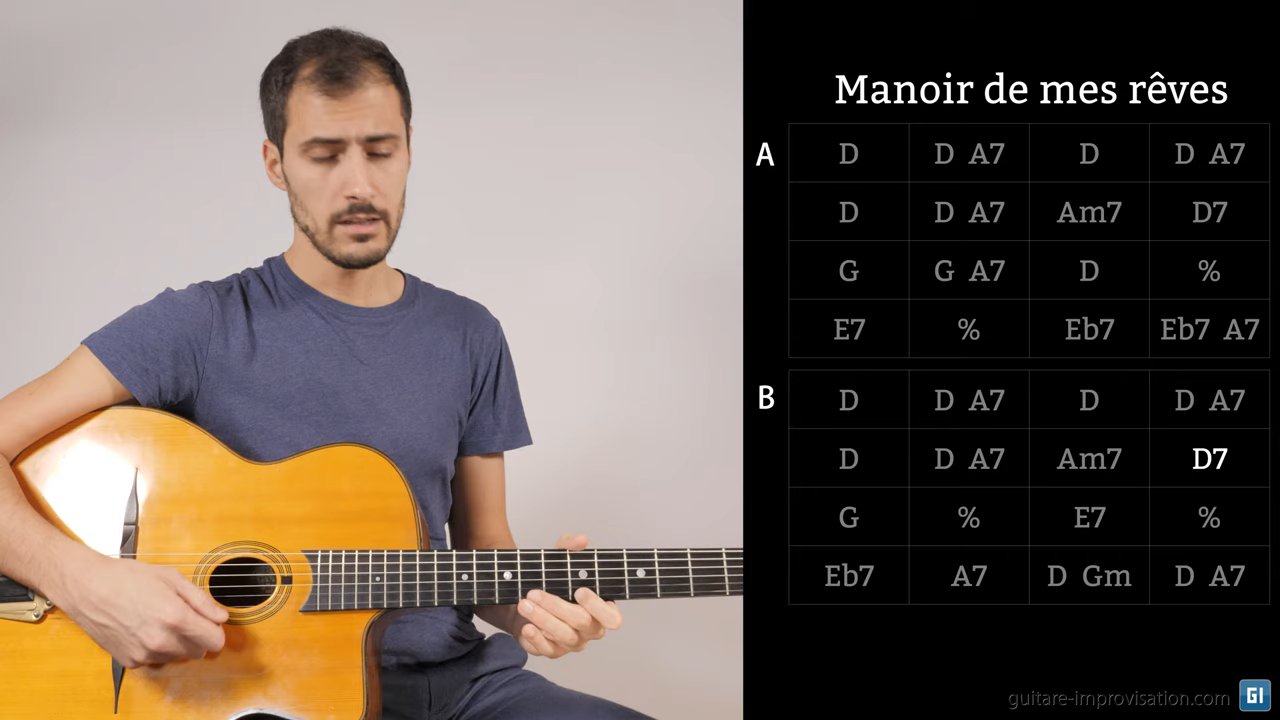 Manoir de mes rêves
A
D D A7 D D A7
D D A7 Am7 D7
G G A7 D %
E7 % Eb7 Eb7 A7
B
D D A7 D D A7
D D A7 Am7 D7
G % E7 %
Eb7 A7 D Gm D A7
guitare-improvisation.com GI